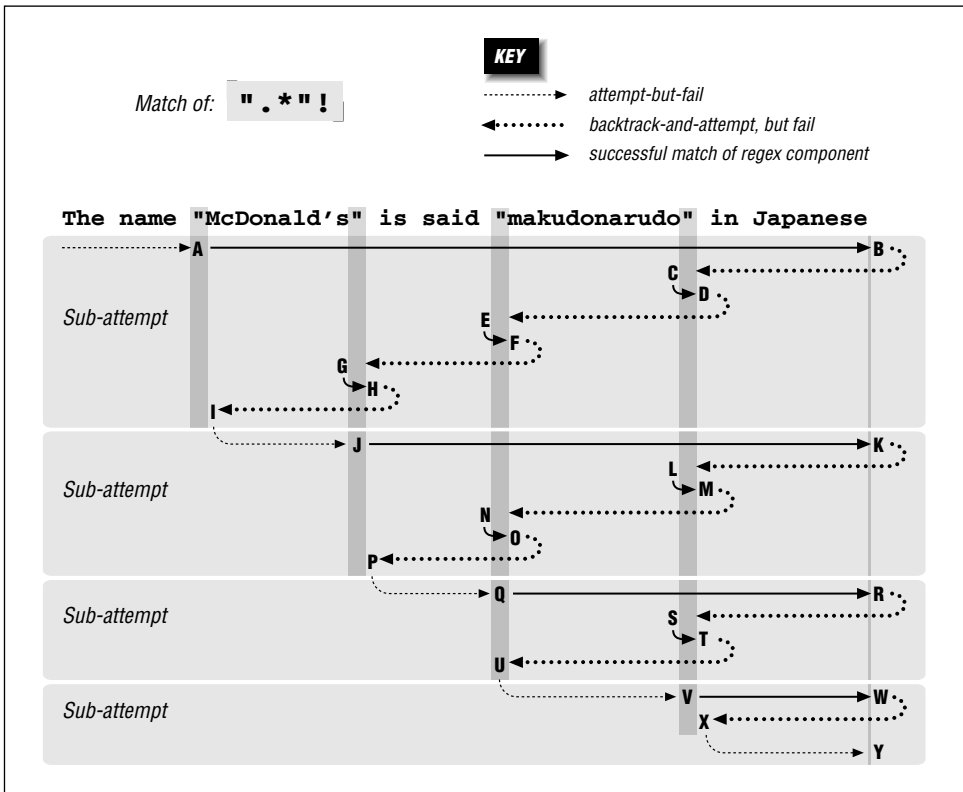 KEY
Match of: ".*"!
attempt-but-fail
backtrack-and-attempt, but fail
successful match of regex component
The name "McDonald’s" is said "makudonarudo" in Japanese
A B
C
D
Sub-attempt
E
F
G
H
I
J K
L
Sub-attempt
M
N
O
P
Q R
Sub-attempt
S
T
U
V W
Sub-attempt
X
Y